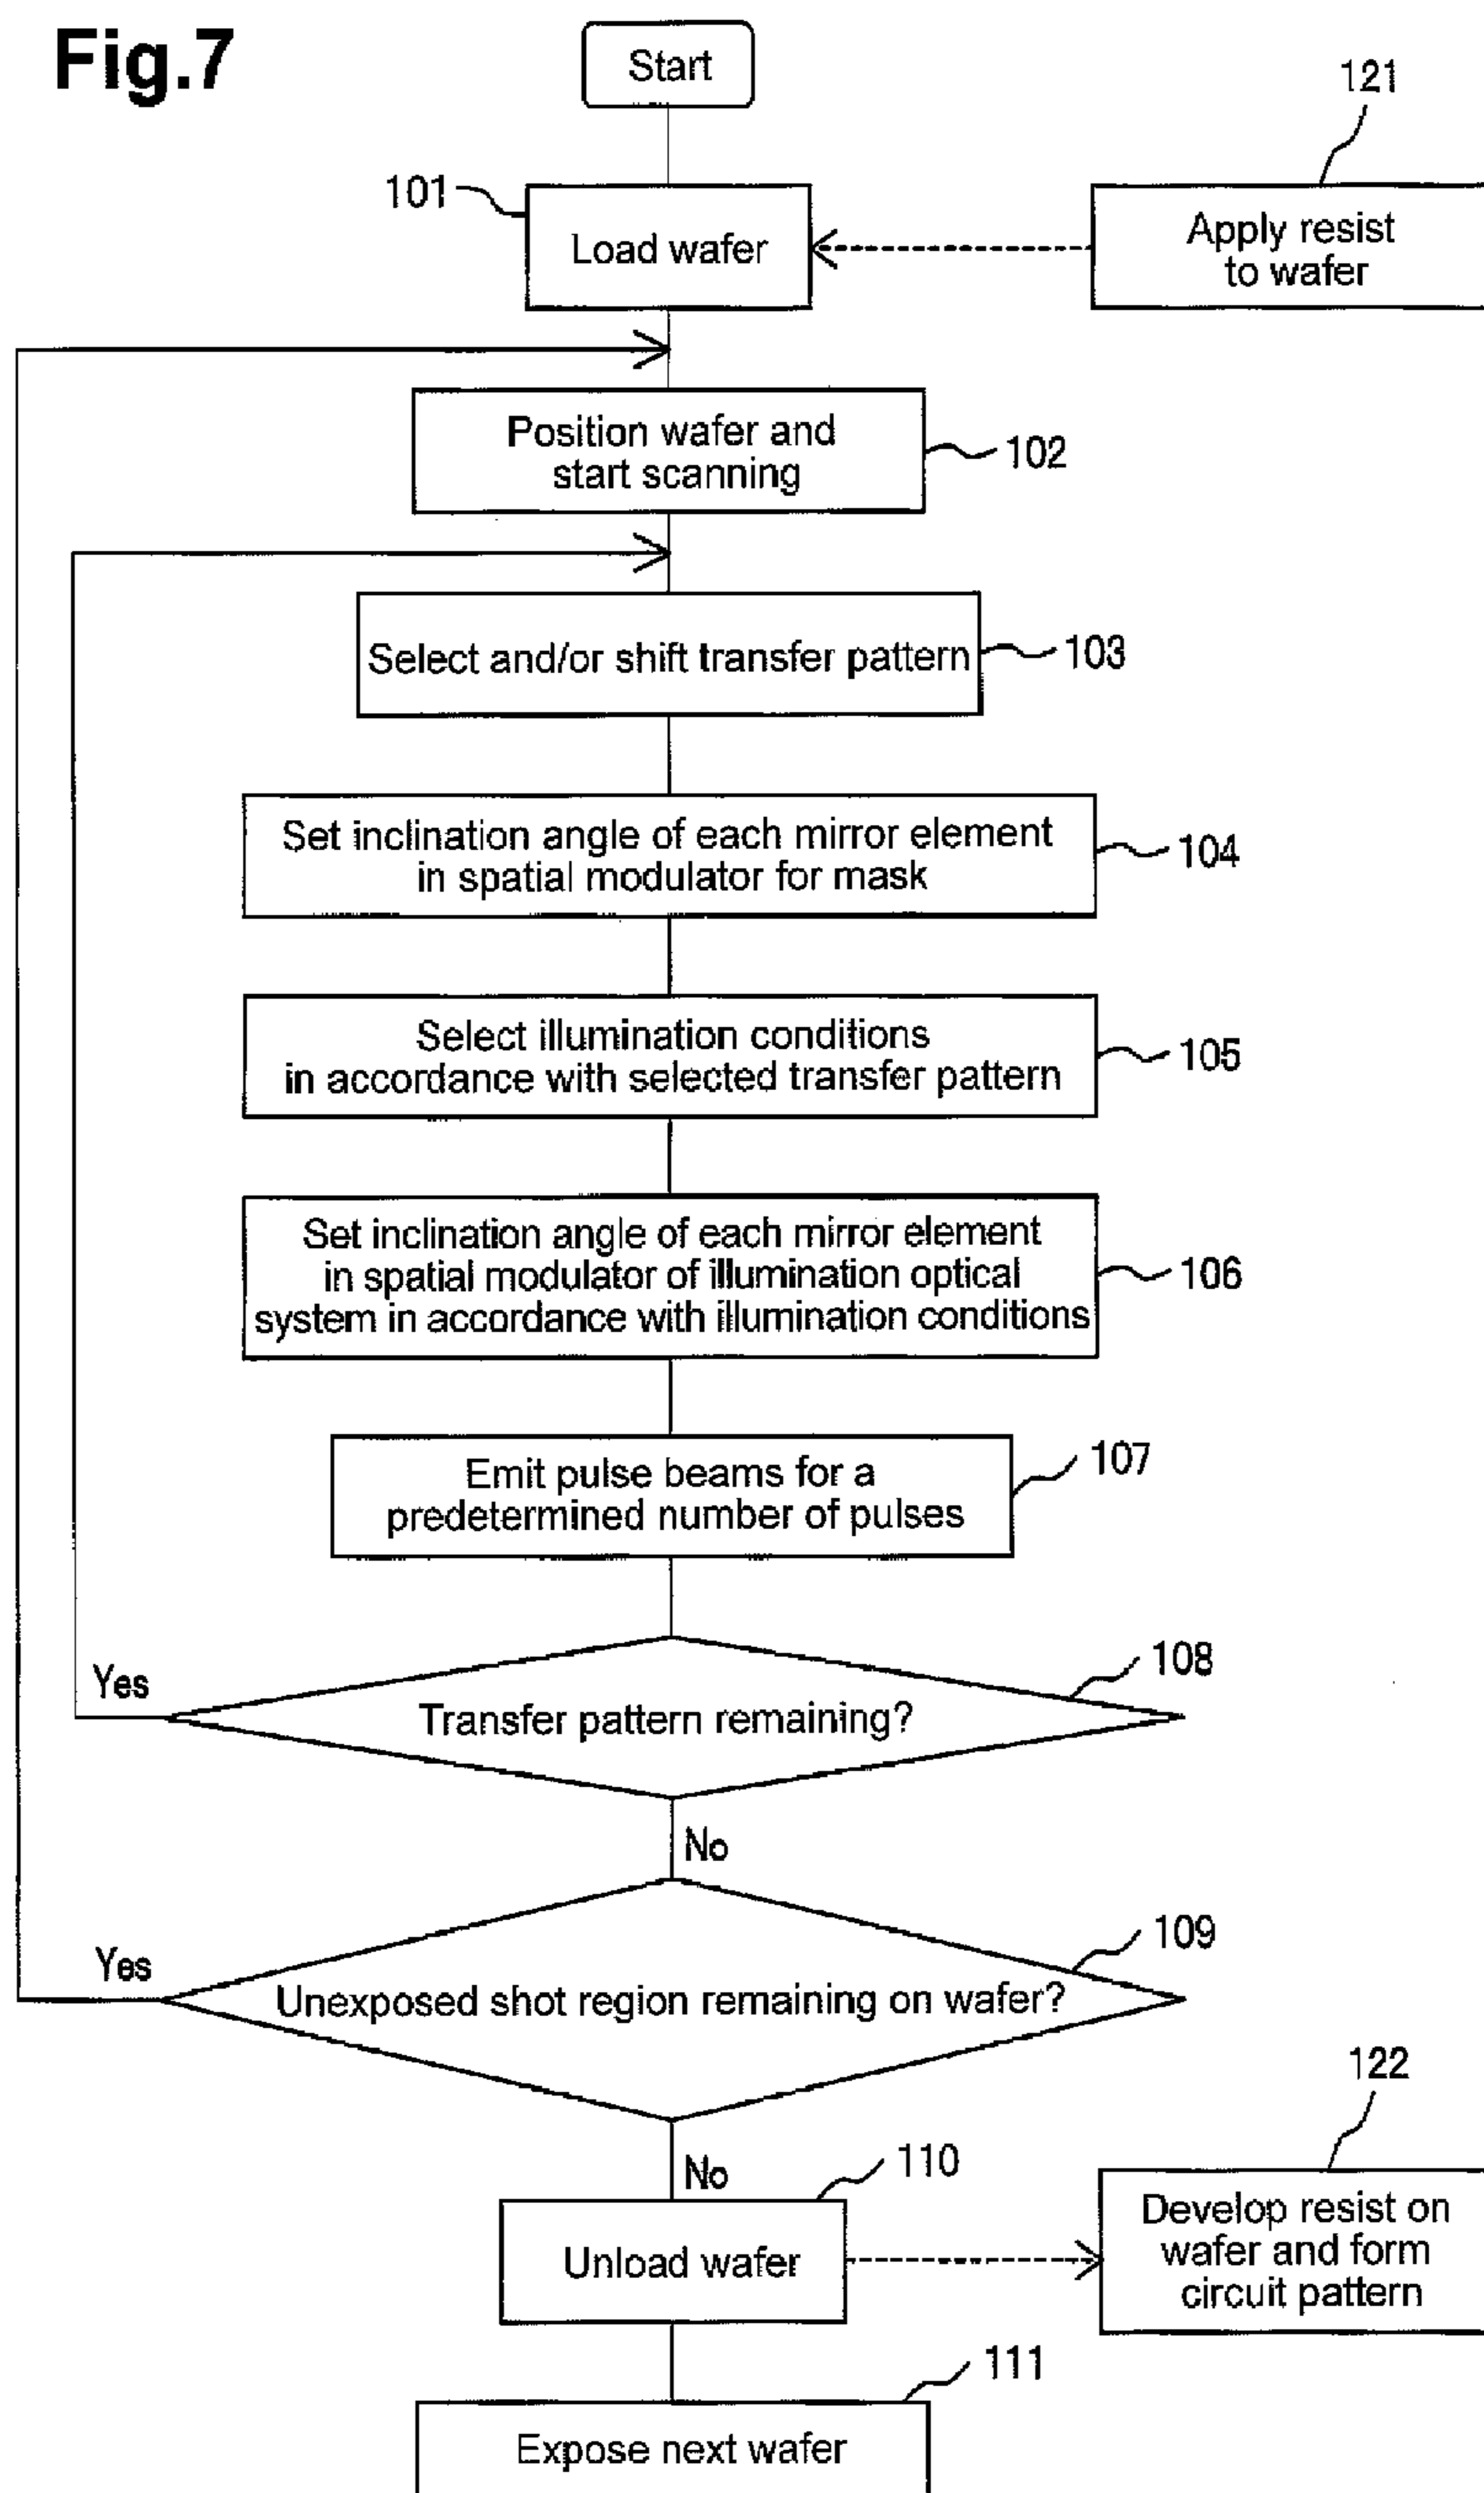 Fig.7
Start
121
101
Load wafer
Apply resist
to wafer
Position wafer and
start scanning
102
Select and/or shift transfer pattern
103
Set inclination angle of each mirror element
in spatial modulator for mask
104
Select illumination conditions
in accordance with selected transfer pattern
105
Set inclination angle of each mirror element
in spatial modulator of illumination optical
system in accordance with illumination conditions
106
Emit pulse beams for a
predetermined number of pulses
107
108
Yes
Transfer pattern remaining?
No
109
Yes
Unexposed shot region remaining on wafer?
122
No
110
Unload wafer
Develop resist on
wafer and form
circuit pattern
111
Expose next wafer